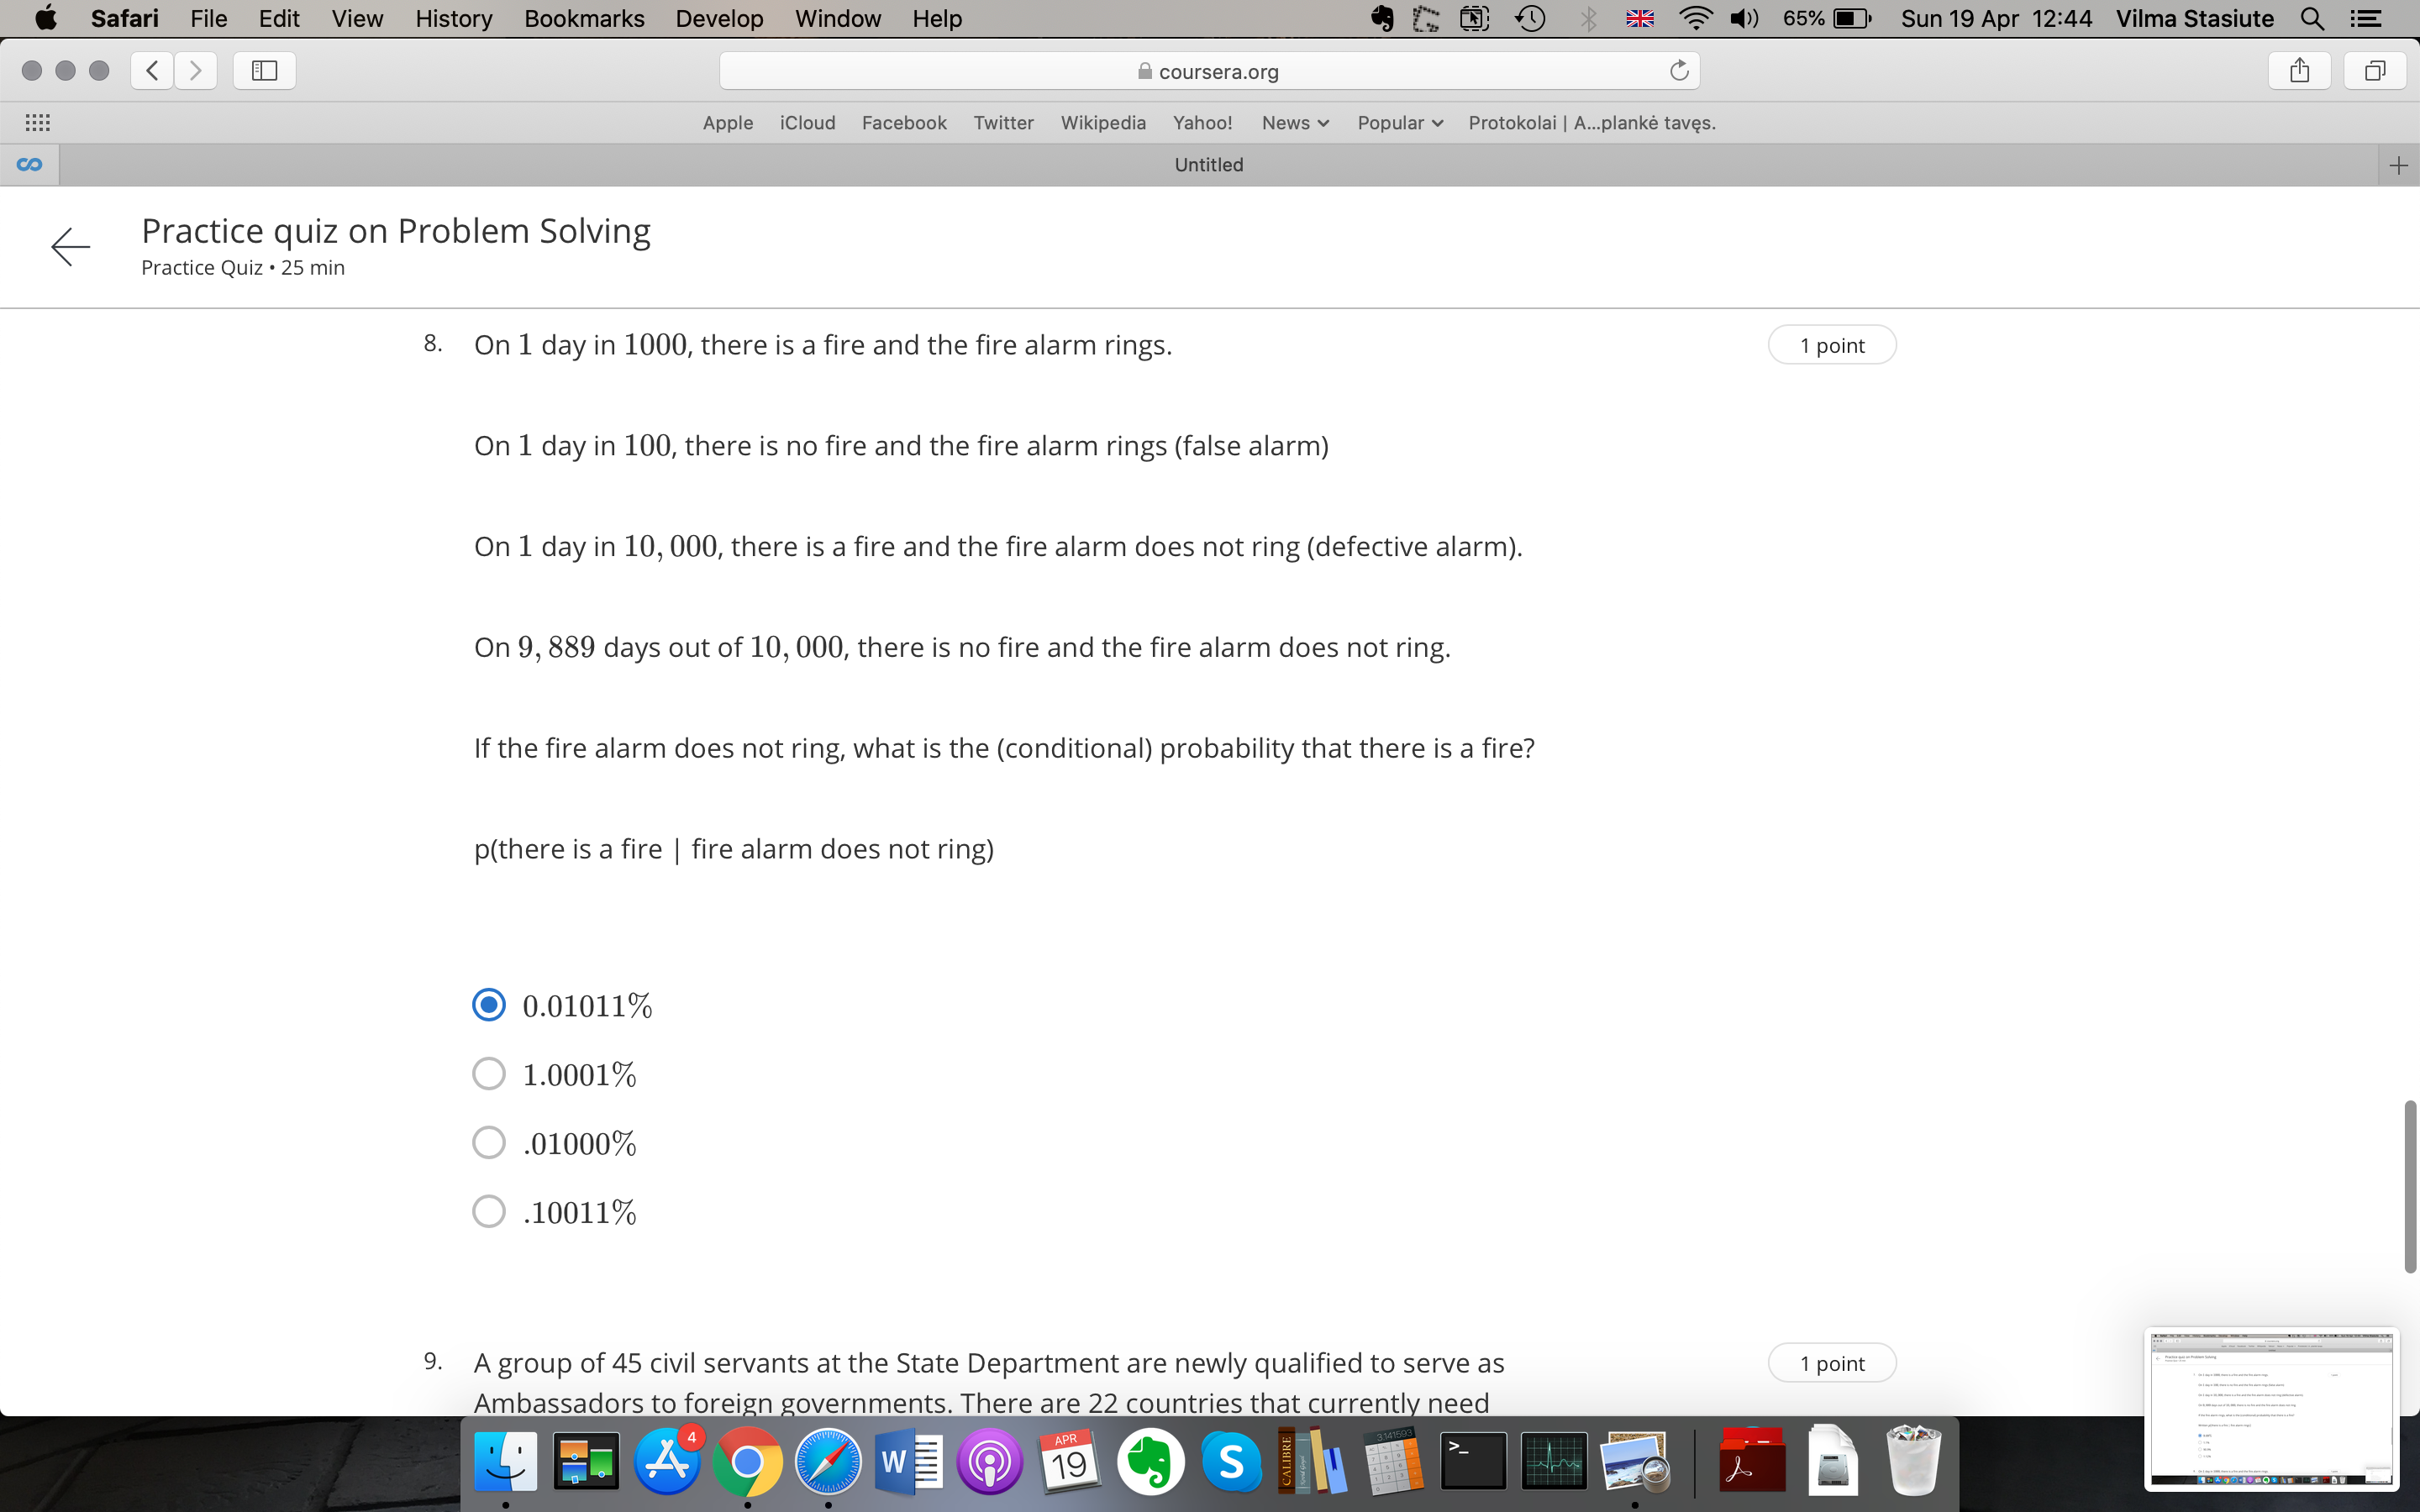 Safari File Edit View History Bookmarks Develop Window Help 65% Sun 19 Apr 12:44 Vilma Stasiute
coursera.org
Apple iCloud Facebook Twitter Wikipedia Yahoo! News Popular Protokolai | A...plankė tavęs.
Untitled
Practice quiz on Problem Solving
Practice Quiz • 25 min
8. On 1 day in 1000, there is a fire and the fire alarm rings. 1 point
On 1 day in 100, there is no fire and the fire alarm rings (false alarm)
On 1 day in 10, 000, there is a fire and the fire alarm does not ring (defective alarm).
On 9, 889 days out of 10, 000, there is no fire and the fire alarm does not ring.
If the fire alarm does not ring, what is the (conditional) probability that there is a fire?
p(there is a fire | fire alarm does not ring)
0.01011%
1.0001%
.01000%
.10011%
9. A group of 45 civil servants at the State Department are newly qualified to serve as 1 point
Ambassadors to foreign governments. There are 22 countries that currently need
4
W
APR
19
S
CALIBRE
3.141593
>_